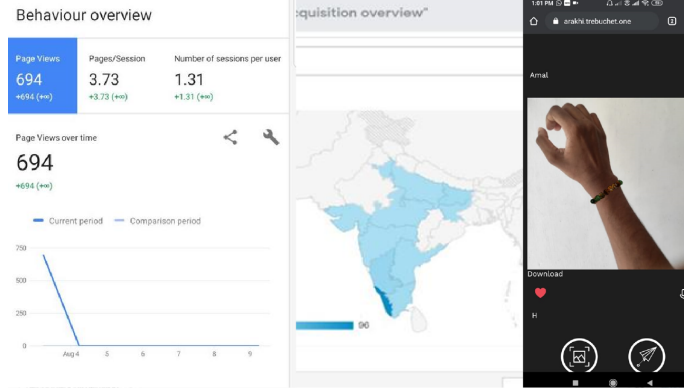 Behaviour overview
Page Views
694
+694 (+∞)
Pages/Session
3.73
+3.73 (+∞)
Number of sessions per user
1.31
+1.31 (+∞)
Page Views over time
694
+694 (+∞)
Current period
Comparison period
750
500
250
0
Aug 4
5
6
7
8
9
cquisition overview"
96
1:01 PM
arakhi.trebuchet.one
Amal
Download
H